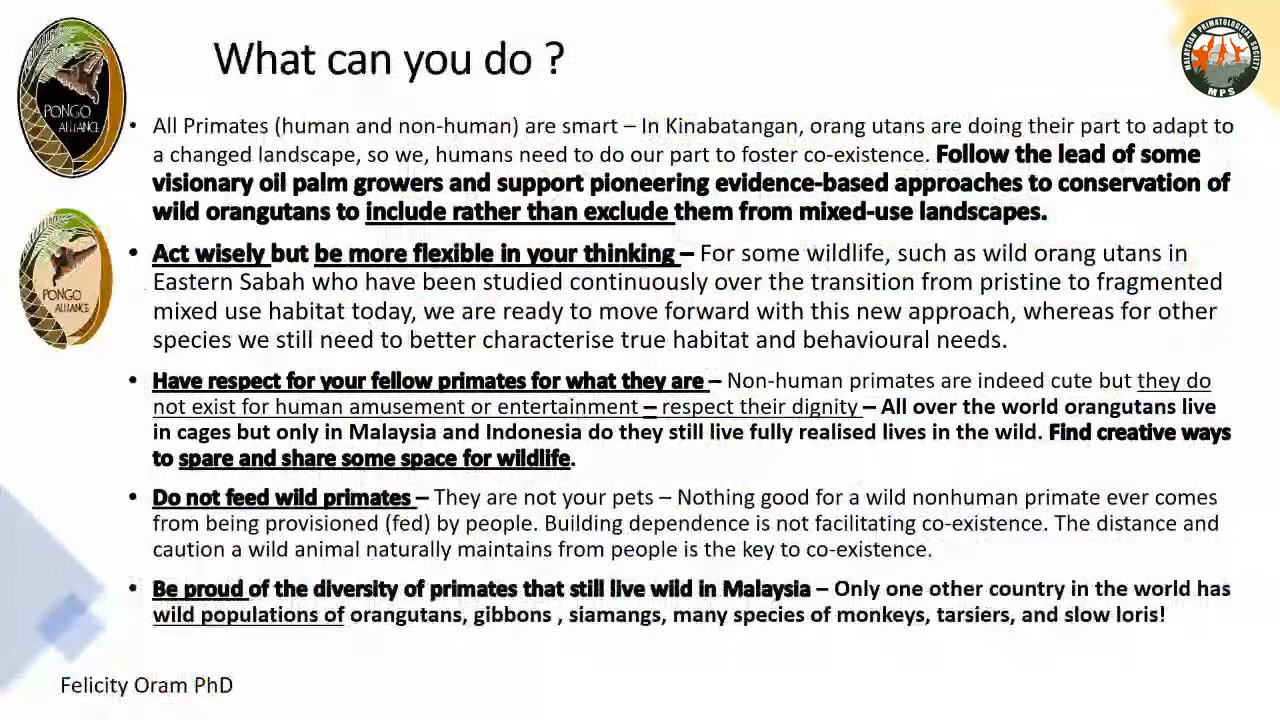 What can you do ?
PONGO
ALLIANCE
MALAYSIAN PRIMATOLOGICAL SOCIETY
MPS
• All Primates (human and non-human) are smart – In Kinabatangan, orang utans are doing their part to adapt to
a changed landscape, so we, humans need to do our part to foster co-existence. Follow the lead of some
visionary oil palm growers and support pioneering evidence-based approaches to conservation of
wild orangutans to include rather than exclude them from mixed-use landscapes.
PONGO
ALLIANCE
• Act wisely but be more flexible in your thinking – For some wildlife, such as wild orang utans in
Eastern Sabah who have been studied continuously over the transition from pristine to fragmented
mixed use habitat today, we are ready to move forward with this new approach, whereas for other
species we still need to better characterise true habitat and behavioural needs.
• Have respect for your fellow primates for what they are – Non-human primates are indeed cute but they do
not exist for human amusement or entertainment – respect their dignity – All over the world orangutans live
in cages but only in Malaysia and Indonesia do they still live fully realised lives in the wild. Find creative ways
to spare and share some space for wildlife.
• Do not feed wild primates – They are not your pets – Nothing good for a wild nonhuman primate ever comes
from being provisioned (fed) by people. Building dependence is not facilitating co-existence. The distance and
caution a wild animal naturally maintains from people is the key to co-existence.
• Be proud of the diversity of primates that still live wild in Malaysia – Only one other country in the world has
wild populations of orangutans, gibbons , siamangs, many species of monkeys, tarsiers, and slow loris!
Felicity Oram PhD